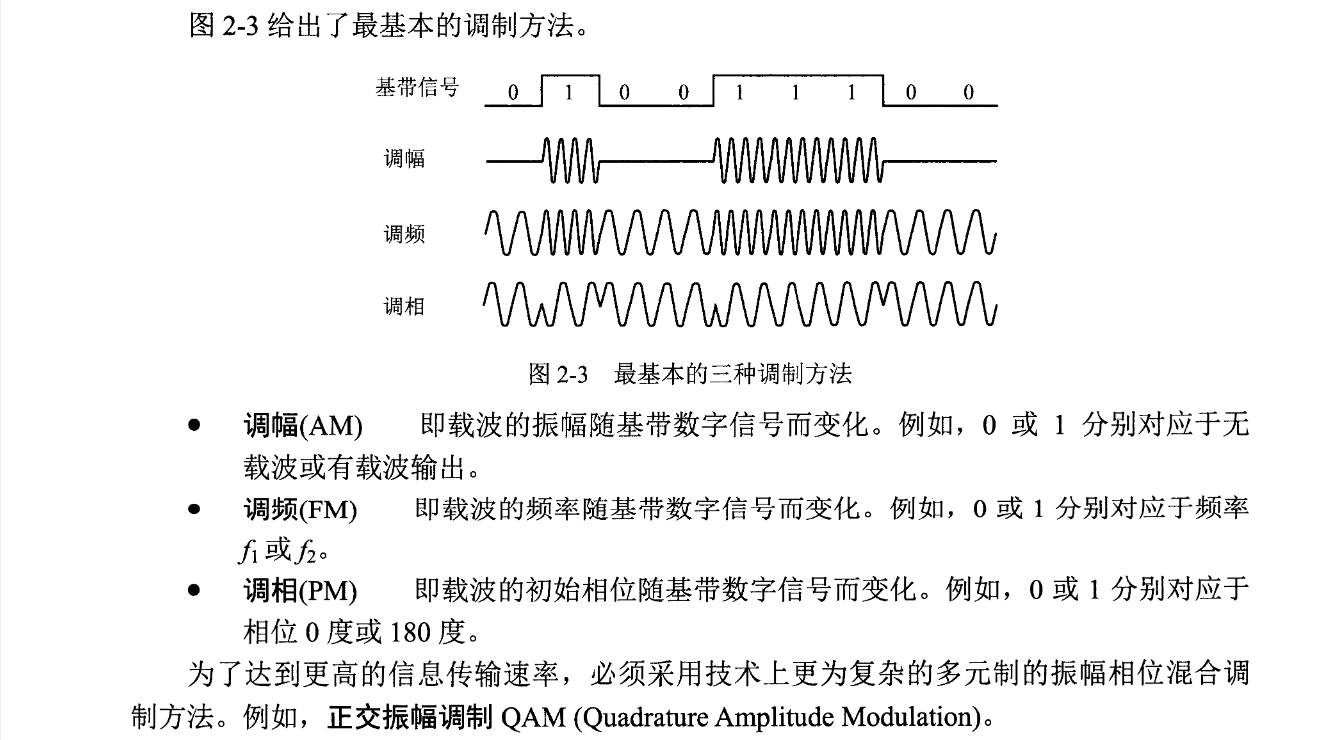 图 2-3 给出了最基本的调制方法。
基带信号 0 1 0 0 1 1 1 0 0
调幅
调频
调相
图 2-3 最基本的三种调制方法
● 调幅(AM) 即载波的振幅随基带数字信号而变化。例如，0 或 1 分别对应于无
载波或有载波输出。
● 调频(FM) 即载波的频率随基带数字信号而变化。例如，0 或 1 分别对应于频率
f1 或 f2。
● 调相(PM) 即载波的初始相位随基带数字信号而变化。例如，0 或 1 分别对应于
相位 0 度或 180 度。
为了达到更高的信息传输速率，必须采用技术上更为复杂的多元制的振幅相位混合调
制方法。例如，正交振幅调制 QAM (Quadrature Amplitude Modulation)。